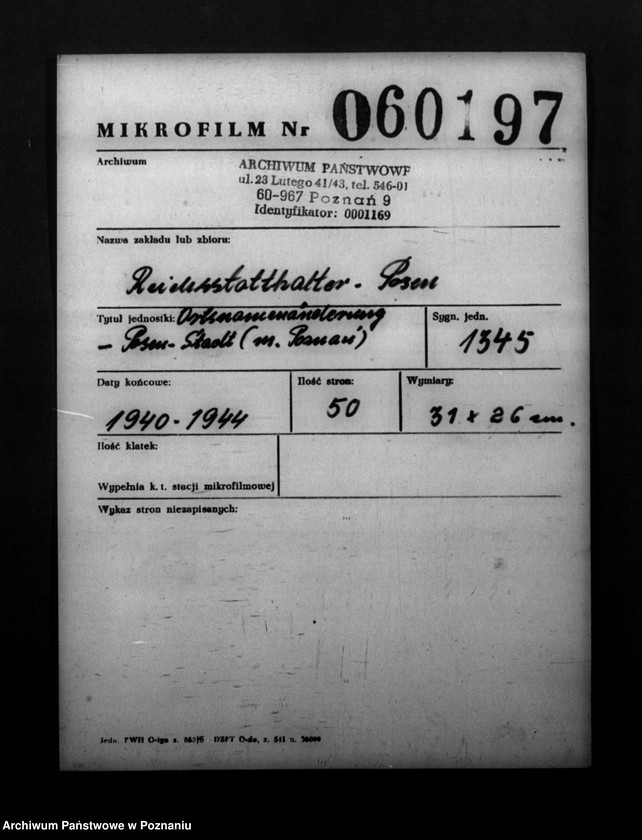 MIKROFILM Nr 060197
Archiwum
ARCHIWUM PAŃSTWOWE
ul. 23 Lutego 41/43, tel. 546-01
60-967 Poznań 9
Identyfikator: 0001169
Nazwa zakładu lub zbioru:
Reichsstatthalter - Posen
Tytuł jednostki: Ortsnamenänderung
- Posen-Stadt (m. Poznań)
Sygn. jedn.
1345
Daty końcowe:
1940-1944
Ilość stron:
50
Wymiary:
31 x 26 cm.
Ilość klatek:
Wypełnia k. t. stacji mikrofilmowej
Wykaz stron niezapisanych:
Archiwum Państwowe w Poznaniu